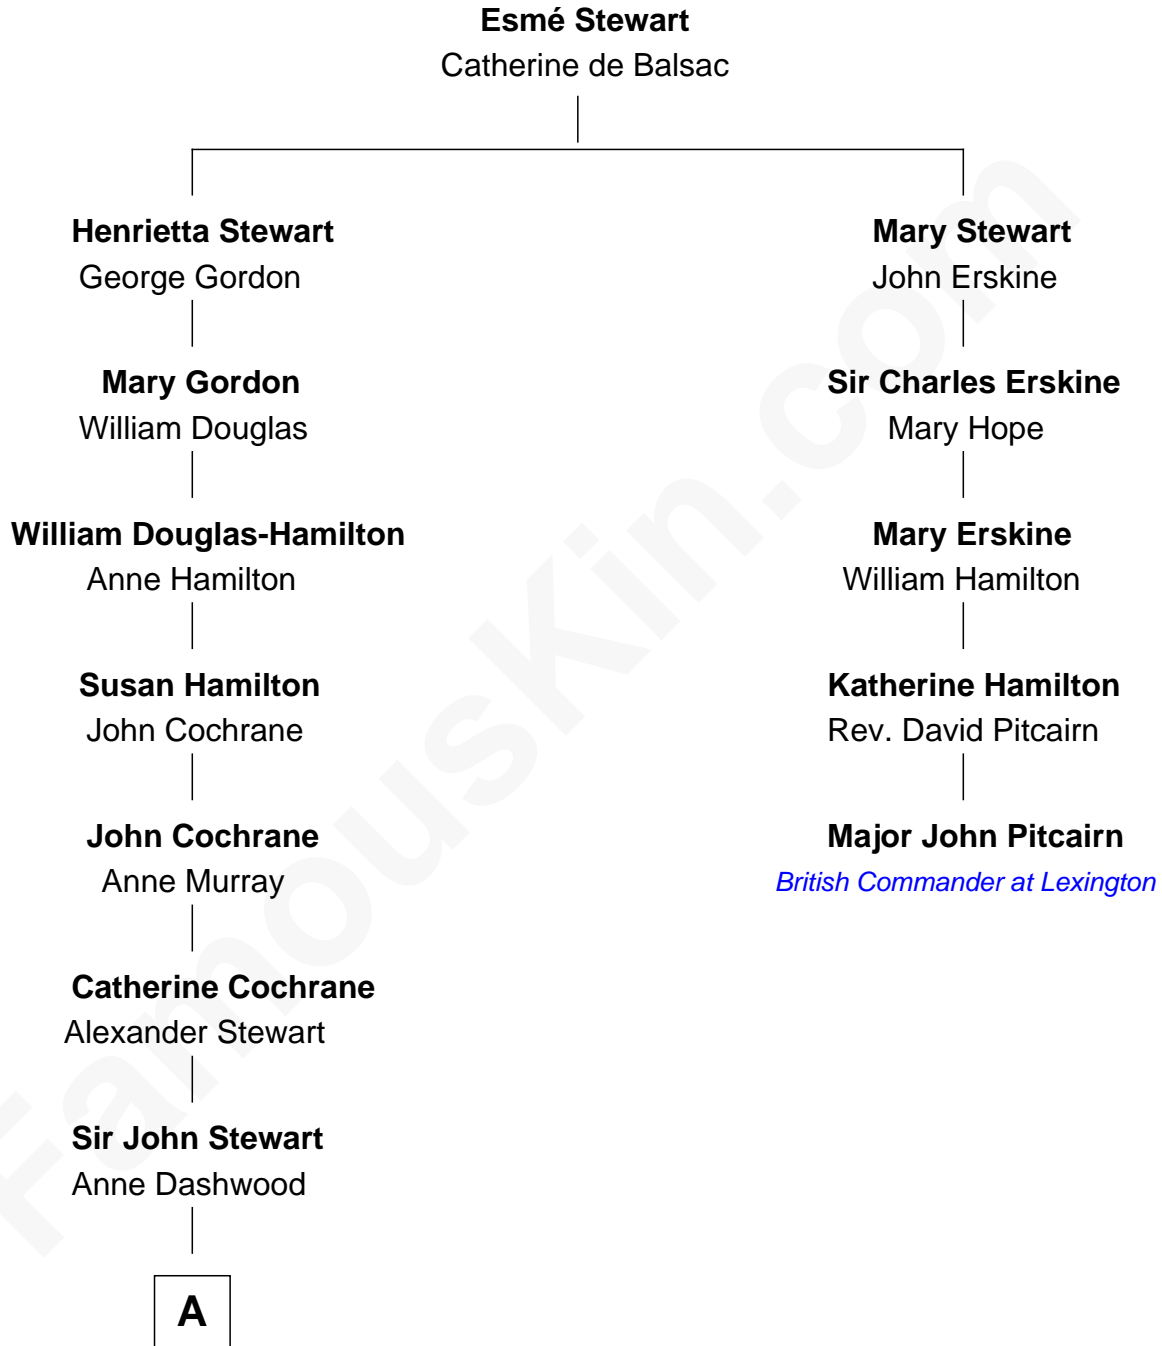 Esmé Stewart
Catherine de Balsac
Henrietta Stewart
George Gordon
Mary Stewart
John Erskine
Mary Gordon
William Douglas
Sir Charles Erskine
Mary Hope
William Douglas-Hamilton
Anne Hamilton
Mary Erskine
William Hamilton
Susan Hamilton
John Cochrane
Katherine Hamilton
Rev. David Pitcairn
John Cochrane
Anne Murray
Major John Pitcairn
British Commander at Lexington
Catherine Cochrane
Alexander Stewart
Sir John Stewart
Anne Dashwood
A
FamousKin.com